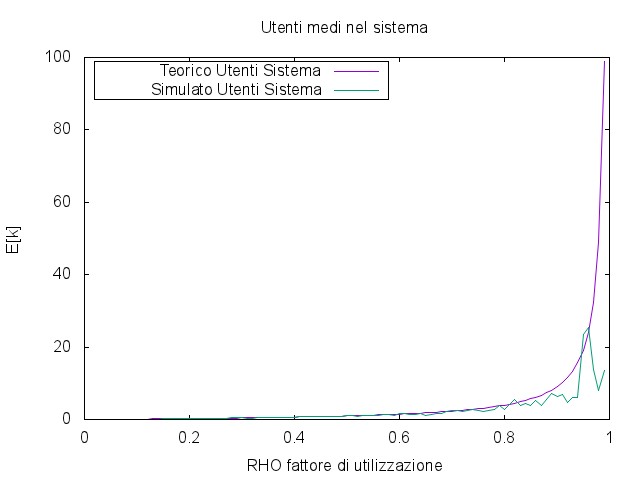 Utenti medi nel sistema
Teorico Utenti Sistema
Simulato Utenti Sistema
100
80
60
40
20
0
E[k]
0 0.2 0.4 0.6 0.8 1
RHO fattore di utilizzazione